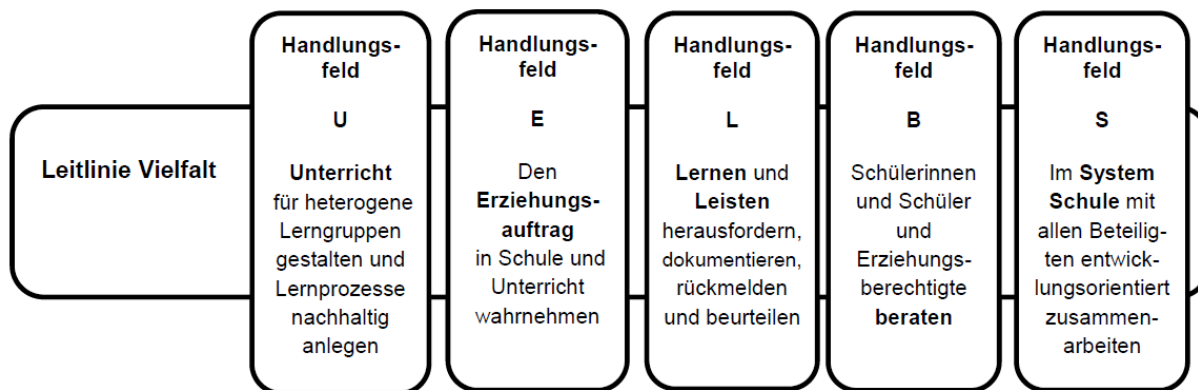 Leitlinie Vielfalt
Handlungs-
feld
U
Unterricht
für heterogene
Lerngruppen
gestalten und
Lernprozesse
nachhaltig
anlegen
Handlungs-
feld
E
Den
Erziehungs-
auftrag
in Schule und
Unterricht
wahrnehmen
Handlungs-
feld
L
Lernen und
Leisten
herausfordern,
dokumentieren,
rückmelden
und beurteilen
Handlungs-
feld
B
Schülerinnen
und Schüler
und
Erziehungs-
berechtigte
beraten
Handlungs-
feld
S
Im System
Schule mit
allen Beteilig-
ten entwick-
lungsorientiert
zusammen-
arbeiten